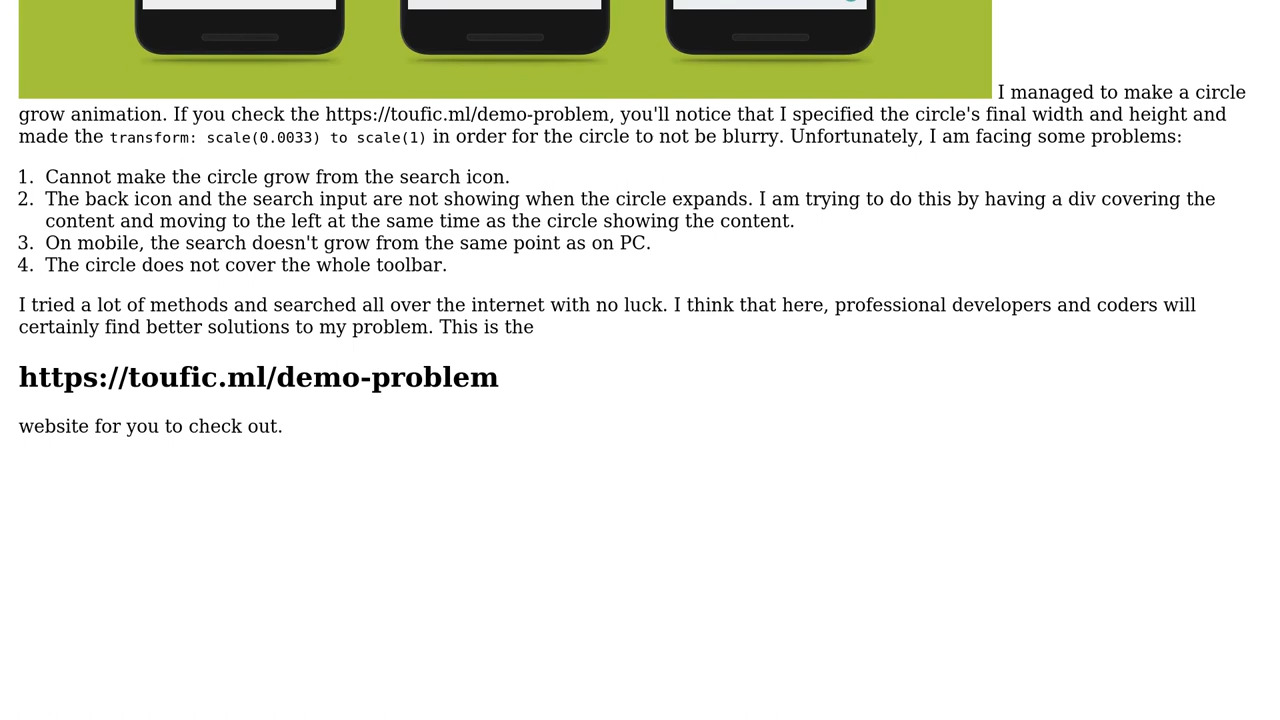 I managed to make a circle
grow animation. If you check the https://toufic.ml/demo-problem, you'll notice that I specified the circle's final width and height and
made the transform: scale(0.0033) to scale(1) in order for the circle to not be blurry. Unfortunately, I am facing some problems:
1. Cannot make the circle grow from the search icon.
2. The back icon and the search input are not showing when the circle expands. I am trying to do this by having a div covering the
content and moving to the left at the same time as the circle showing the content.
3. On mobile, the search doesn't grow from the same point as on PC.
4. The circle does not cover the whole toolbar.
I tried a lot of methods and searched all over the internet with no luck. I think that here, professional developers and coders will
certainly find better solutions to my problem. This is the
https://toufic.ml/demo-problem
website for you to check out.